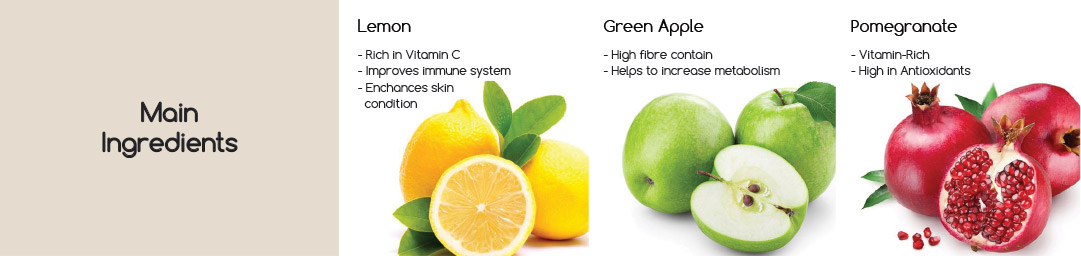 Main
Ingredients
Lemon
- Rich in Vitamin C
- Improves immune system
- Enchances skin
condition
Green Apple
- High fibre contain
- Helps to increase metabolism
Pomegranate
- Vitamin-Rich
- High in Antioxidants